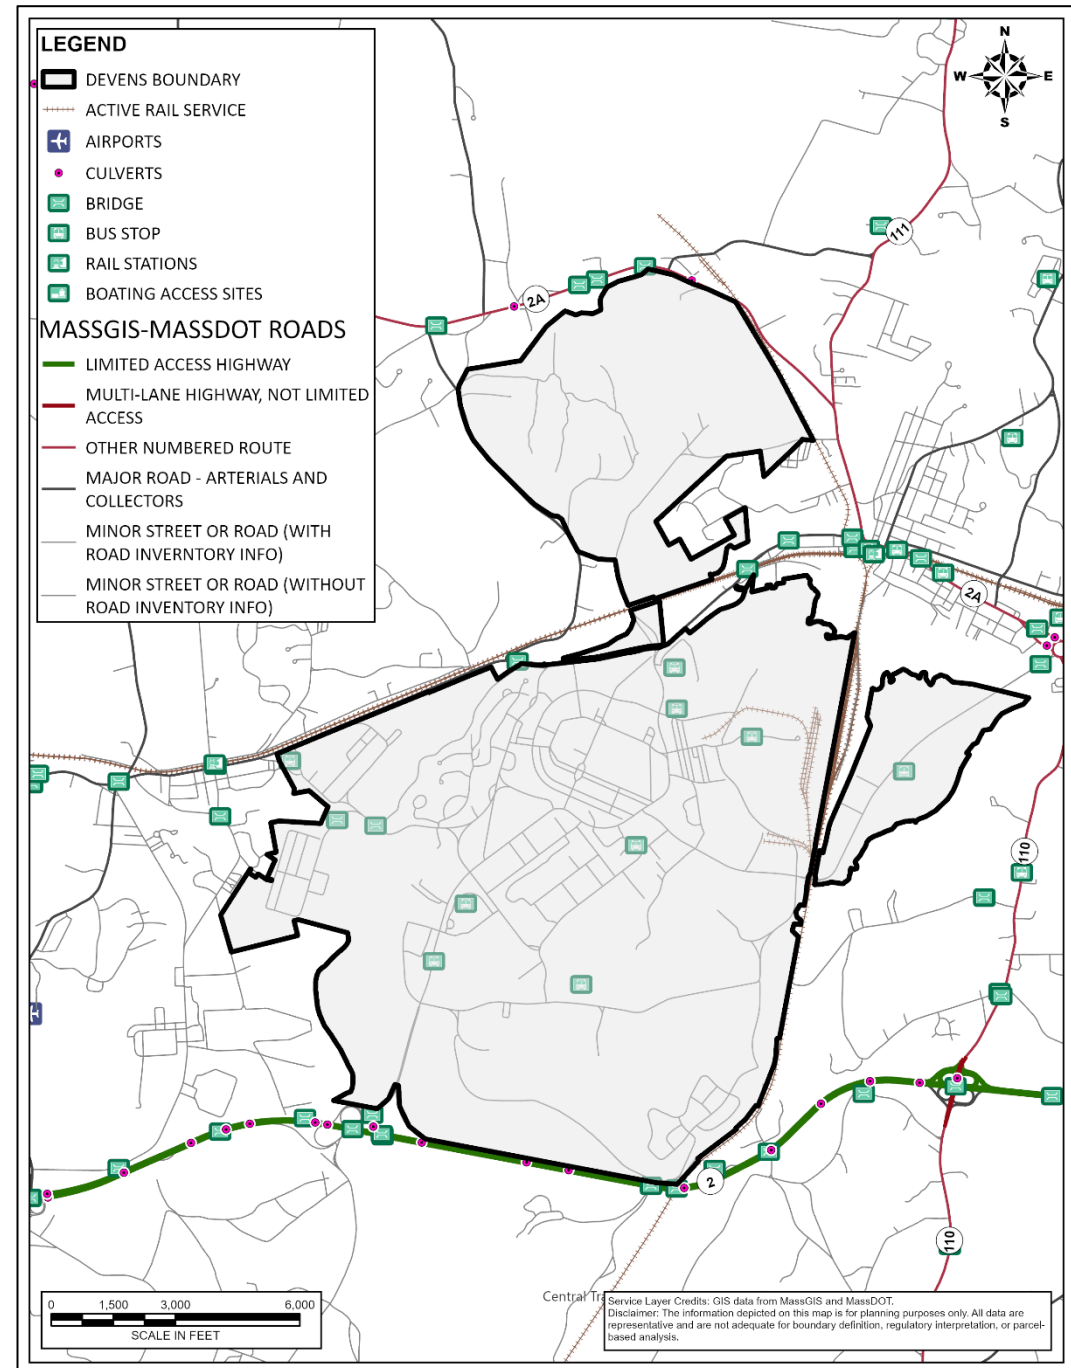 LEGEND
DEVENS BOUNDARY
ACTIVE RAIL SERVICE
AIRPORTS
CULVERTS
BRIDGE
BUS STOP
RAIL STATIONS
BOATING ACCESS SITES
MASSGIS-MASSDOT ROADS
LIMITED ACCESS HIGHWAY
MULTI-LANE HIGHWAY, NOT LIMITED
ACCESS
OTHER NUMBERED ROUTE
MAJOR ROAD - ARTERIALS AND
COLLECTORS
MINOR STREET OR ROAD (WITH
ROAD INVERNTORY INFO)
MINOR STREET OR ROAD (WITHOUT
ROAD INVENTORY INFO)
N
W E
S
111
2A
2A
110
2
110
Central Tra
0 1,500 3,000 6,000
SCALE IN FEET
Service Layer Credits: GIS data from MassGIS and MassDOT.
Disclaimer: The information depicted on this map is for planning purposes only. All data are
representative and are not adequate for boundary definition, regulatory interpretation, or parcel-
based analysis.